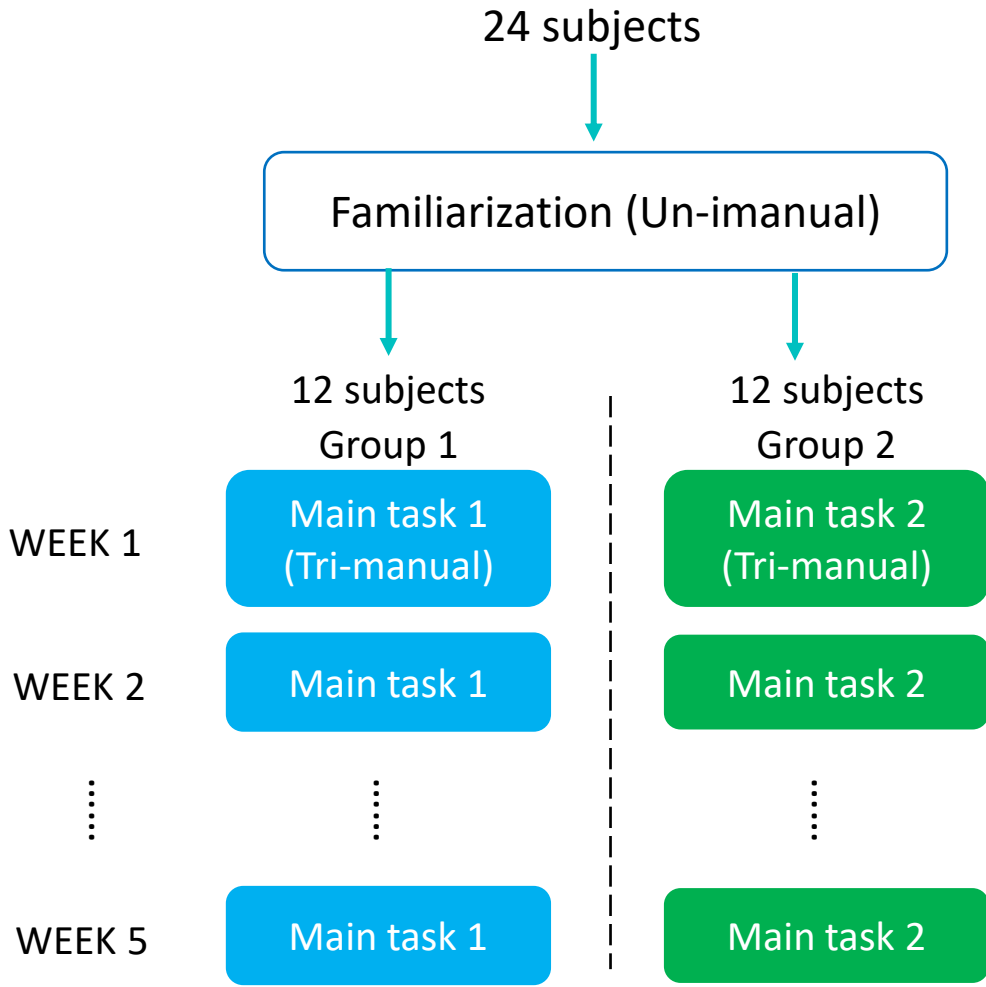 24 subjects
Familiarization (Un-imanual)
12 subjects
Group 1
12 subjects
Group 2
WEEK 1
Main task 1
(Tri-manual)
Main task 2
(Tri-manual)
WEEK 2
Main task 1
Main task 2
WEEK 5
Main task 1
Main task 2